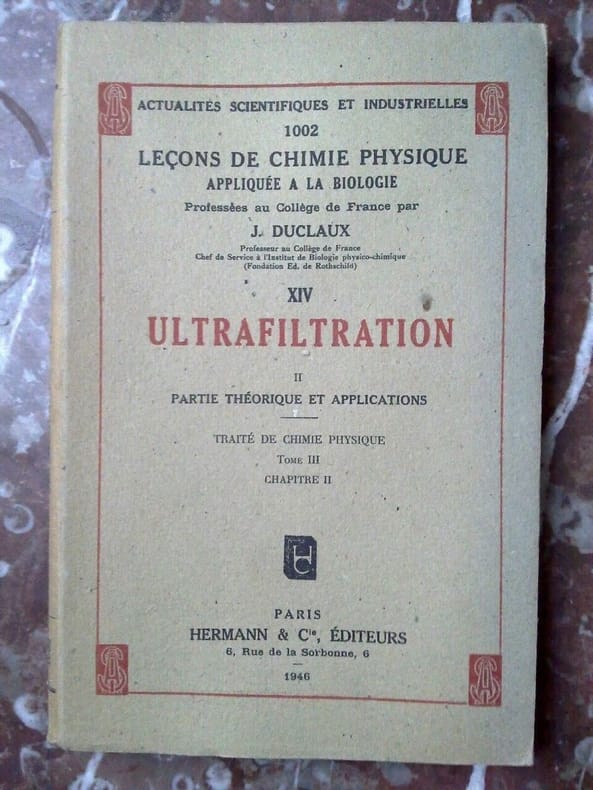 ACTUALITÉS SCIENTIFIQUES ET INDUSTRIELLES
1002
LEÇONS DE CHIMIE PHYSIQUE
APPLIQUÉE A LA BIOLOGIE
Professées au Collège de France par
J. DUCLAUX
Professeur au Collège de France
Chef de Service à l'Institut de Biologie physico-chimique
(Fondation Ed. de Rothschild)
XIV
ULTRAFILTRATION
II
PARTIE THÉORIQUE ET APPLICATIONS
TRAITÉ DE CHIMIE PHYSIQUE
TOME III
CHAPITRE II
HC
PARIS
HERMANN & Cie, ÉDITEURS
6, Rue de la Sorbonne, 6
1946